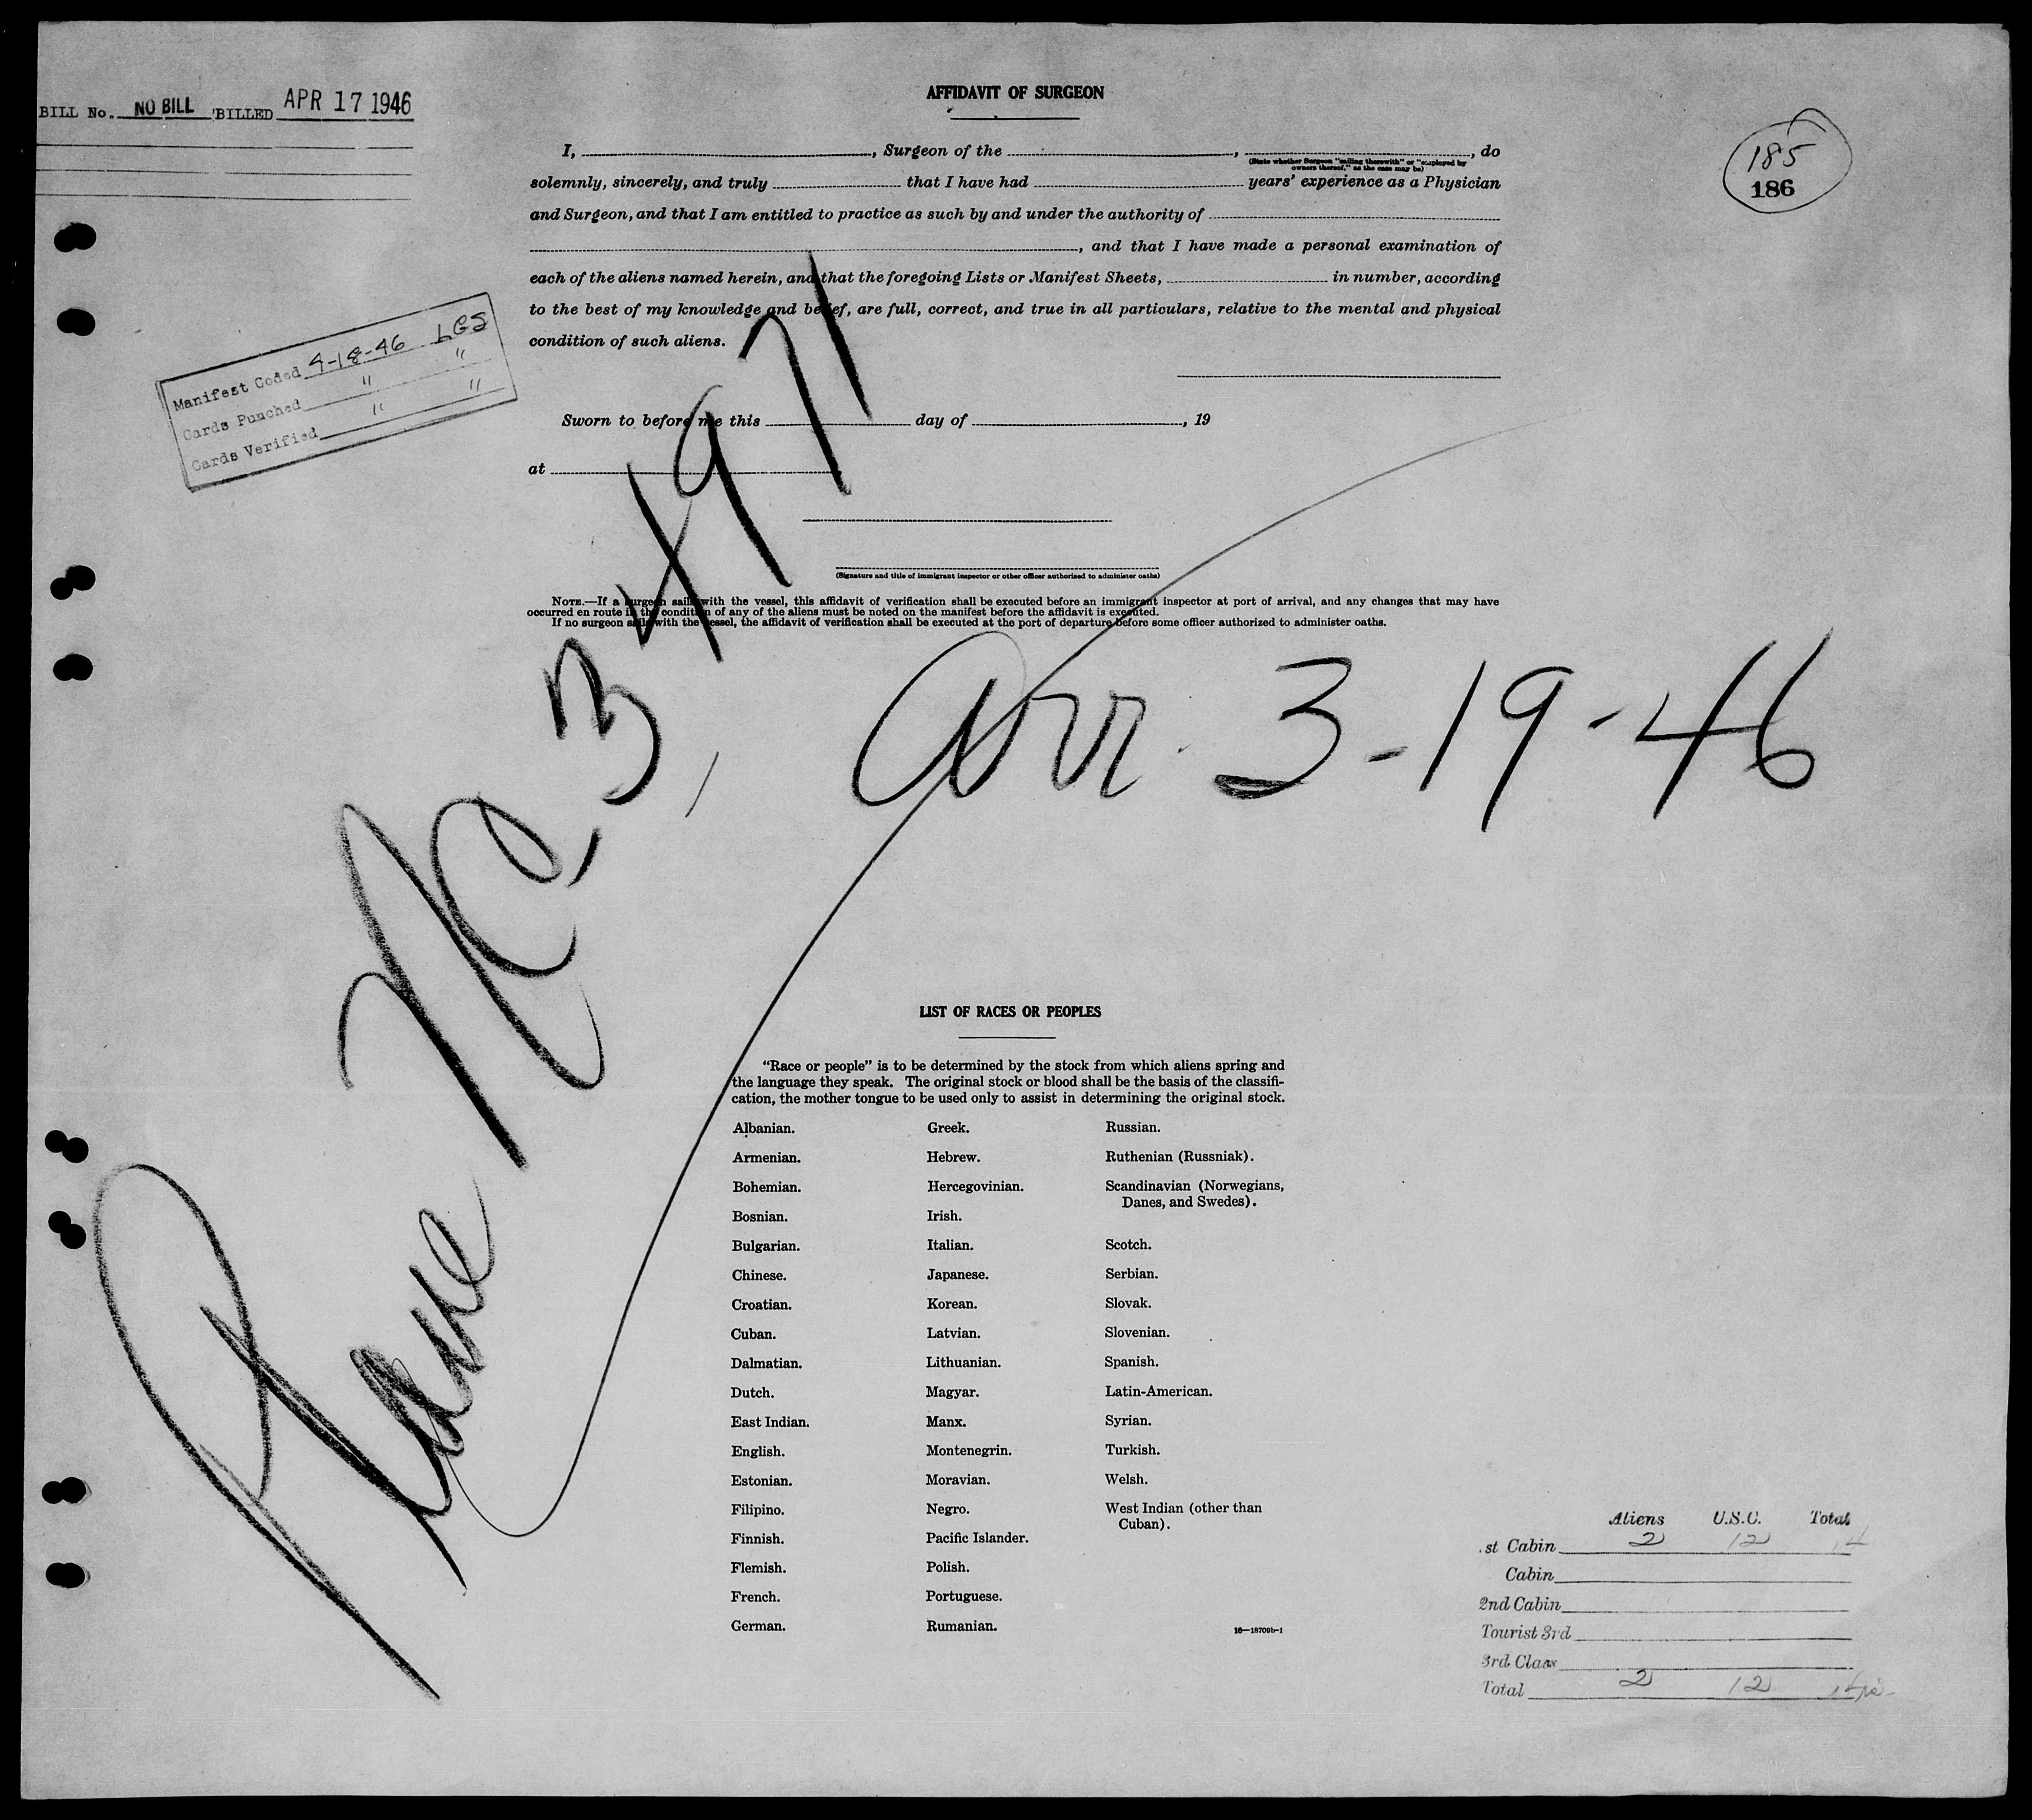 BILL No. NO BILL BILLED APR 17 1946
AFFIDAVIT OF SURGEON
185
186
I, , Surgeon of the , , do
(State whether Surgeon "sailing therewith" or "employed by
owners thereof," as the case may be)
solemnly, sincerely, and truly that I have had years' experience as a Physician
and Surgeon, and that I am entitled to practice as such by and under the authority of
, and that I have made a personal examination of
each of the aliens named herein, and that the foregoing Lists or Manifest Sheets, in number, according
to the best of my knowledge and belief, are full, correct, and true in all particulars, relative to the mental and physical
condition of such aliens.
Manifest Coded 4-18-46 LGS
Cards Punched " "
Cards Verified " "
Sworn to before me this day of , 19
at
(Signature and title of immigrant inspector or other officer authorized to administer oaths)
NOTE.—If a surgeon sails with the vessel, this affidavit of verification shall be executed before an immigrant inspector at port of arrival, and any changes that may have
occurred en route in the condition of any of the aliens must be noted on the manifest before the affidavit is executed.
If no surgeon sails with the vessel, the affidavit of verification shall be executed at the port of departure before some officer authorized to administer oaths.
Plane NC 34971,
Arr. 3-19-46
LIST OF RACES OR PEOPLES
"Race or people" is to be determined by the stock from which aliens spring and
the language they speak. The original stock or blood shall be the basis of the classifi-
cation, the mother tongue to be used only to assist in determining the original stock.
Albanian. Greek. Russian.
Armenian. Hebrew. Ruthenian (Russniak).
Bohemian. Hercegovinian. Scandinavian (Norwegians,
Danes, and Swedes).
Bosnian. Irish.
Bulgarian. Italian. Scotch.
Chinese. Japanese. Serbian.
Croatian. Korean. Slovak.
Cuban. Latvian. Slovenian.
Dalmatian. Lithuanian. Spanish.
Dutch. Magyar. Latin-American.
East Indian. Manx. Syrian.
English. Montenegrin. Turkish.
Estonian. Moravian. Welsh.
Filipino. Negro. West Indian (other than
Cuban).
Finnish. Pacific Islander.
Flemish. Polish.
French. Portuguese.
German. Rumanian.
16—18709b-1
Aliens U.S.C. Total
st Cabin 2 12 14
Cabin
2nd Cabin
Tourist 3rd
3rd Class
Total 2 12 14